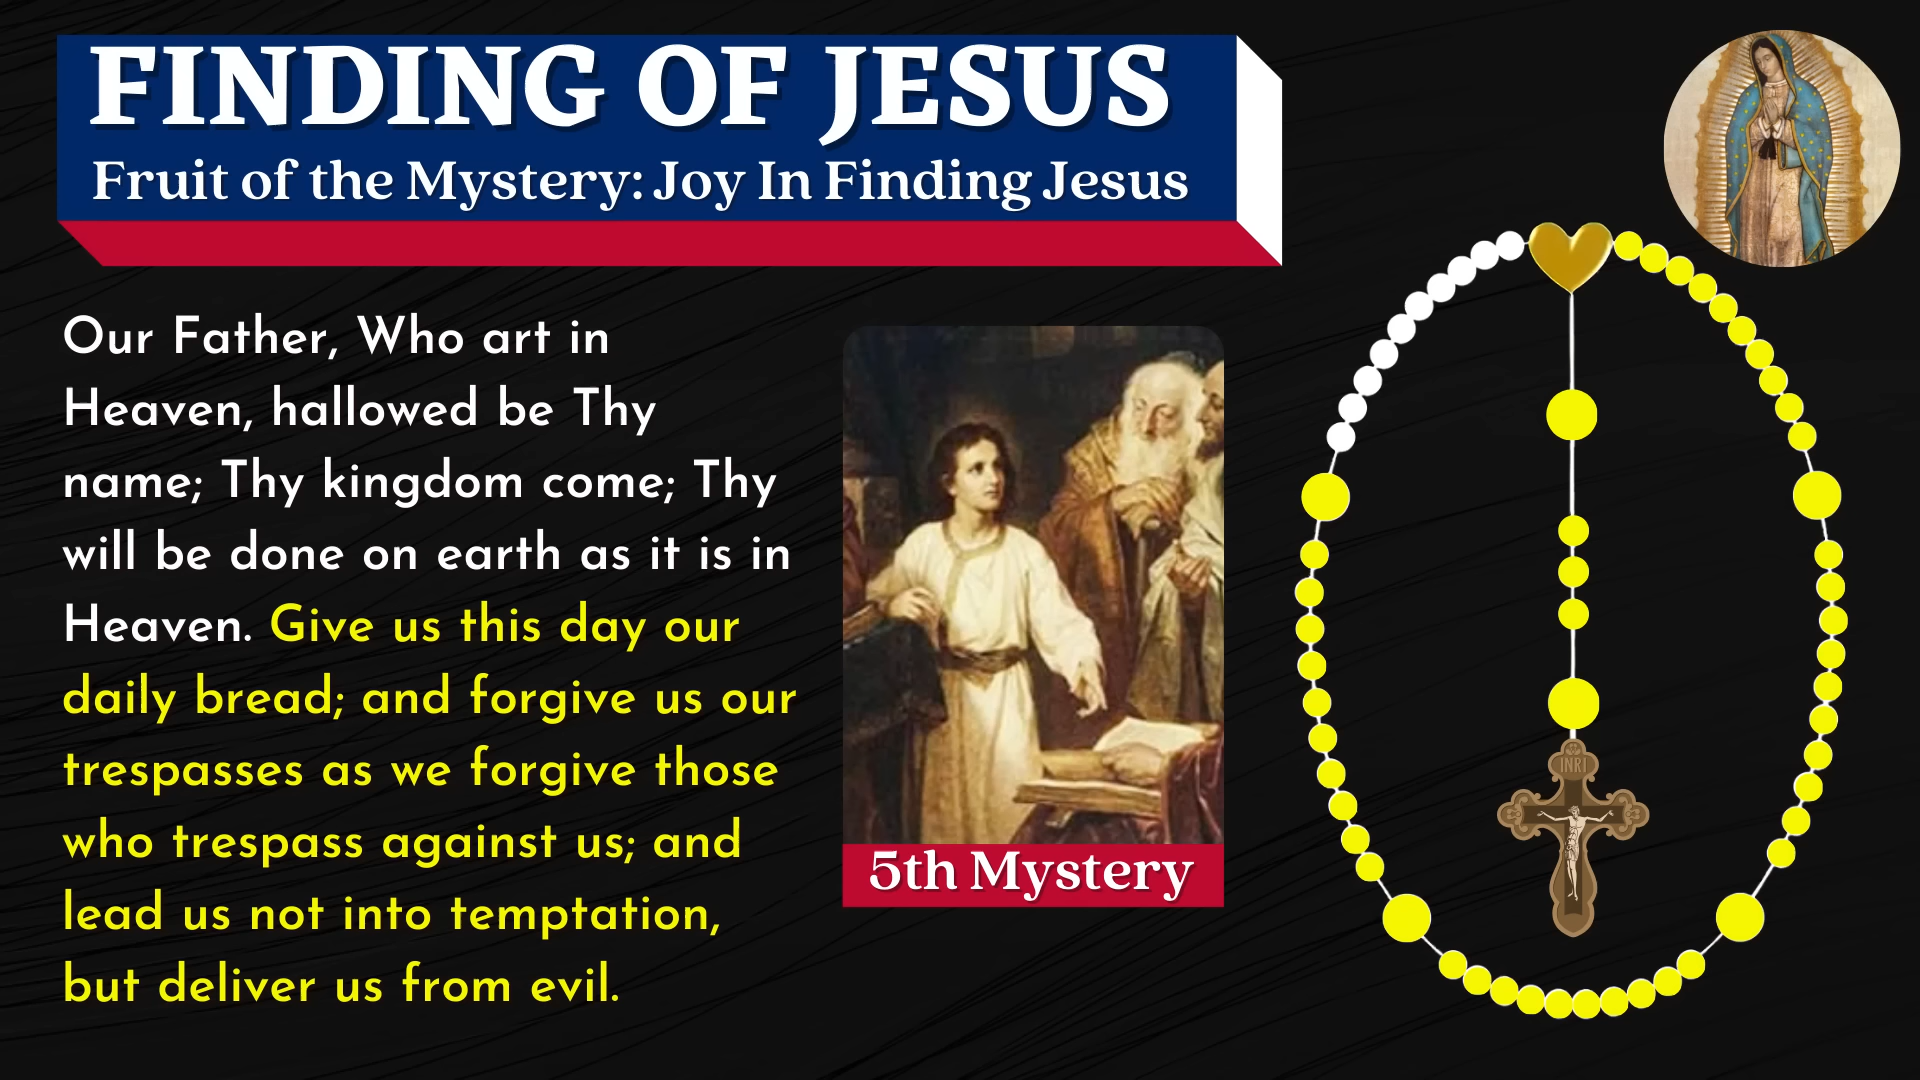 FINDING OF JESUS
Fruit of the Mystery: Joy In Finding Jesus
Our Father, Who art in
Heaven, hallowed be Thy
name; Thy kingdom come; Thy
will be done on earth as it is in
Heaven. Give us this day our
daily bread; and forgive us our
trespasses as we forgive those
who trespass against us; and
lead us not into temptation,
but deliver us from evil.
5th Mystery
INRI